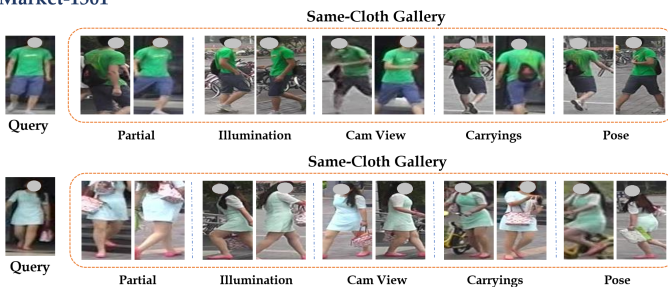 Market-1501
Same-Cloth Gallery
Query
Partial Illumination Cam View Carryings Pose
Same-Cloth Gallery
Query
Partial Illumination Cam View Carryings Pose